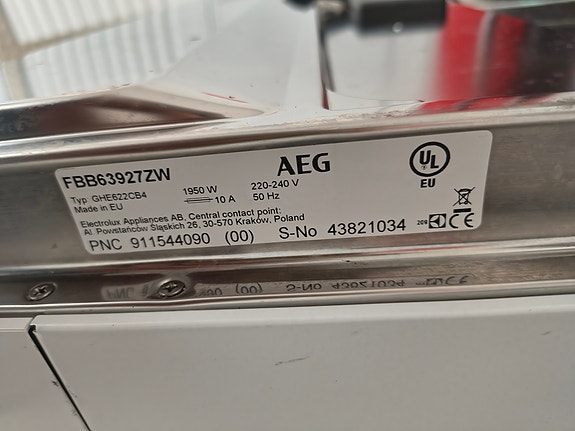 FBB63927ZW
AEG
UL
EU
Typ GHE622CB4
1950 W
220-240 V
Made in EU
10 A
50 Hz
Electrolux Appliances AB, Central contact point:
Al. Powstańców Śląskich 26, 30-570 Kraków, Poland
209 CE
PNC 911544090 (00) S-No 43821034